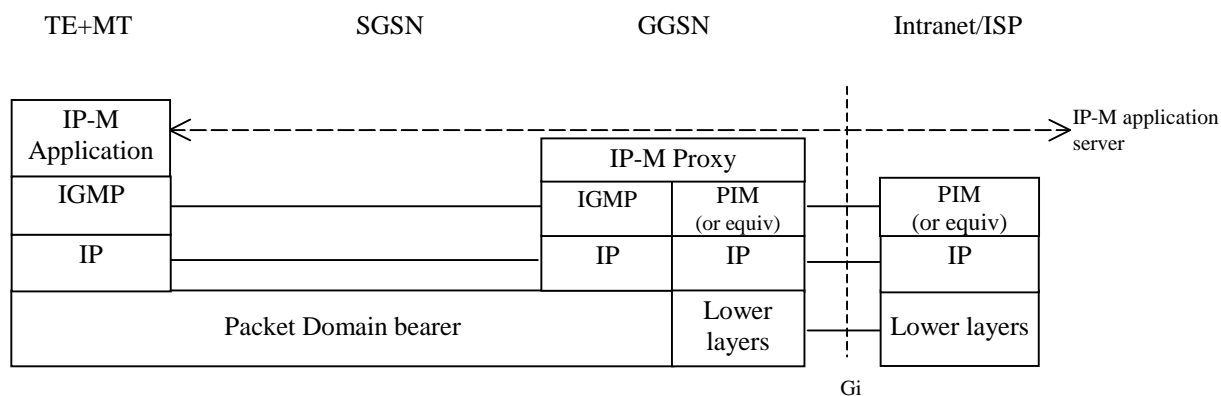 TE+MT SGSN GGSN Intranet/ISP
IP-M
Application
IP-M application
server
IP-M Proxy
IGMP IGMP PIM
(or equiv) PIM
(or equiv)
IP IP IP IP
Packet Domain bearer Lower
layers Lower layers
Gi